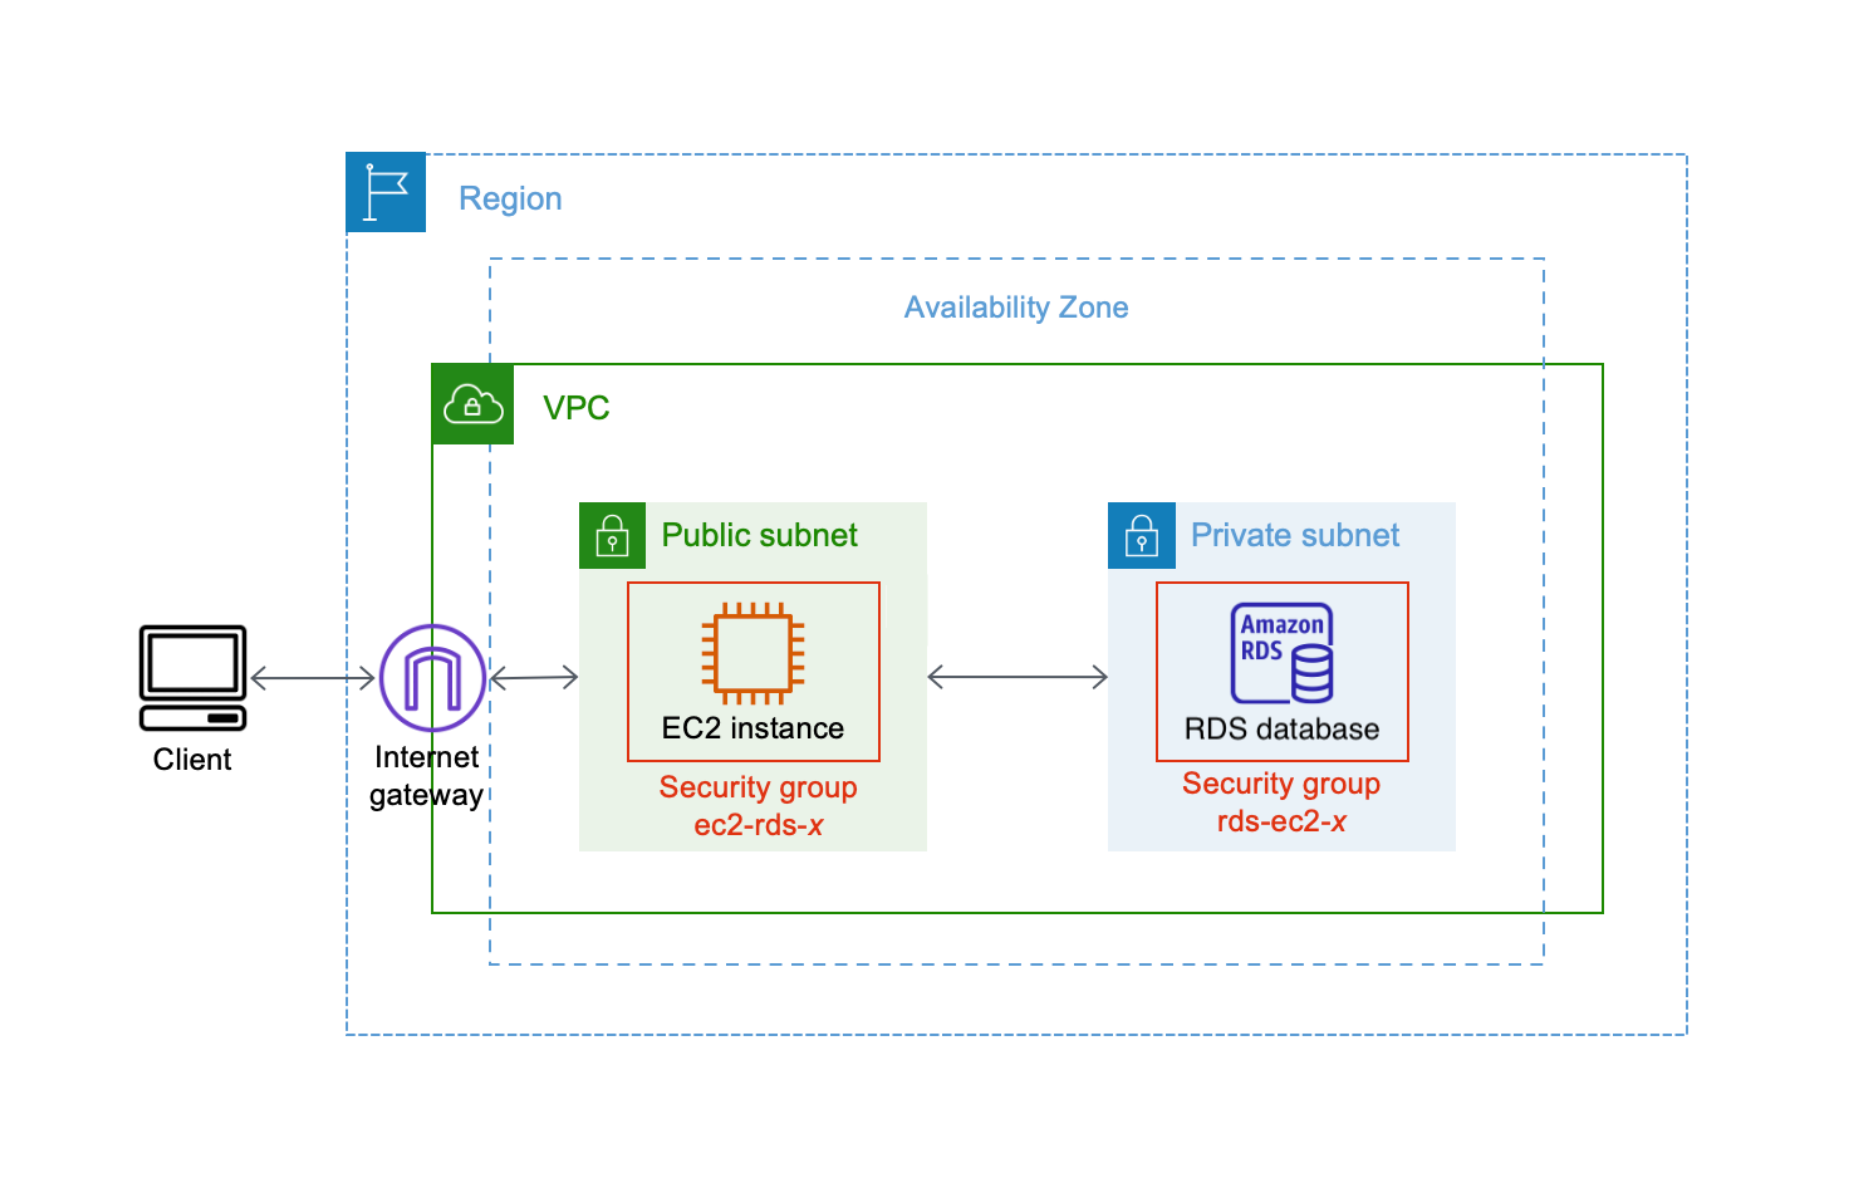 Region
Availability Zone
VPC
Public subnet
Private subnet
Amazon
RDS
EC2 instance
RDS database
Security group
ec2-rds-x
Security group
rds-ec2-x
Client
Internet
gateway